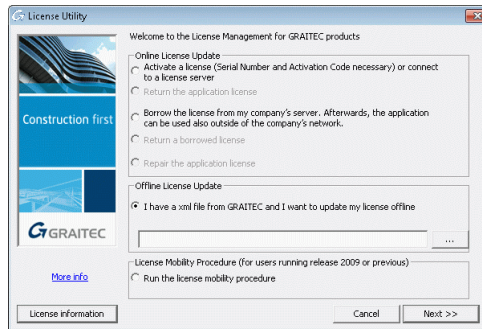 License Utility
Welcome to the License Management for GRAITEC products
Online License Update
Activate a license (Serial Number and Activation Code necessary) or connect
to a license server
Return the application license
Borrow the license from my company's server. Afterwards, the application
can be used also outside of the company's network.
Return a borrowed license
Repair the application license
Construction first
Offline License Update
I have a xml file from GRAITEC and I want to update my license offline
...
GRAITEC
License Mobility Procedure (for users running release 2009 or previous)
Run the license mobility procedure
More info
License information
Cancel
Next >>